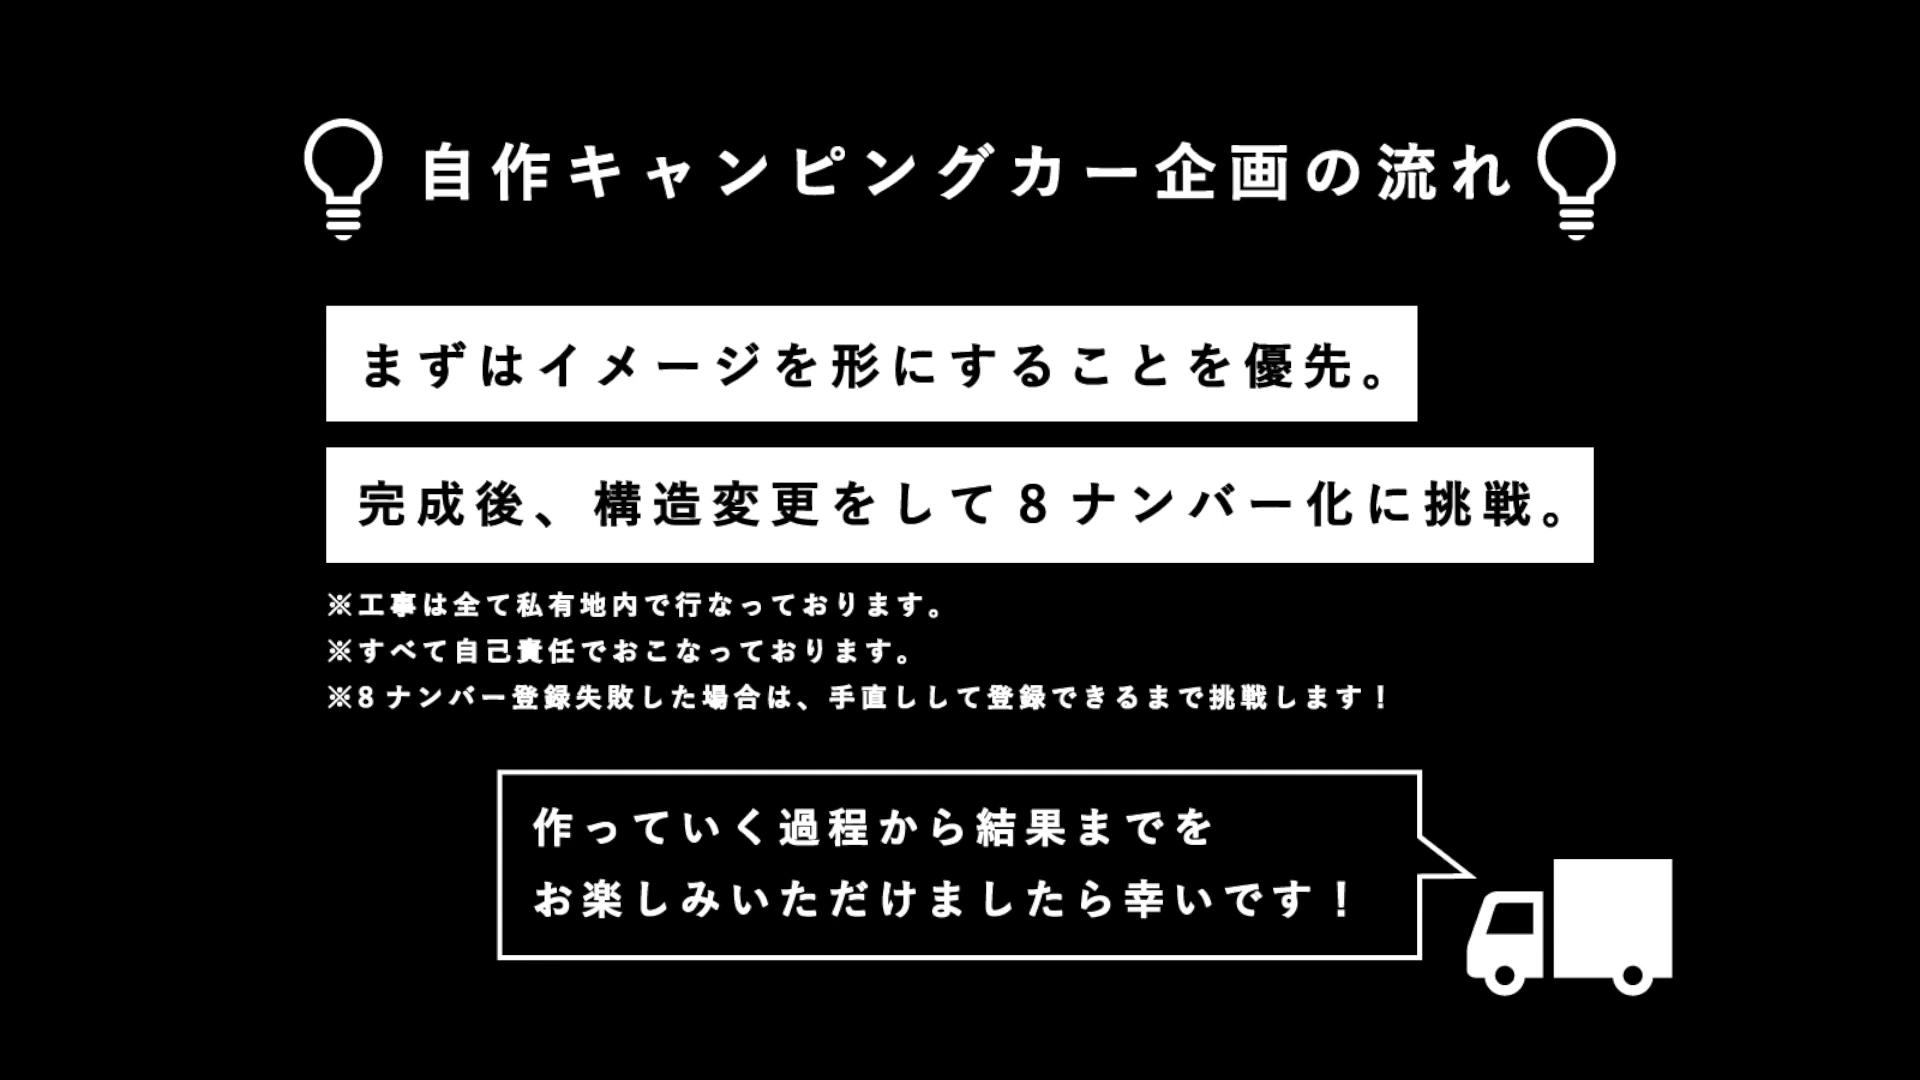 自作キャンピングカー企画の流れ
まずはイメージを形にすることを優先。
完成後、構造変更をして8ナンバー化に挑戦。
※工事は全て私有地内で行なっております。
※すべて自己責任でおこなっております。
※8ナンバー登録失敗した場合は、手直しして登録できるまで挑戦します！
作っていく過程から結果までを
お楽しみいただけましたら幸いです！